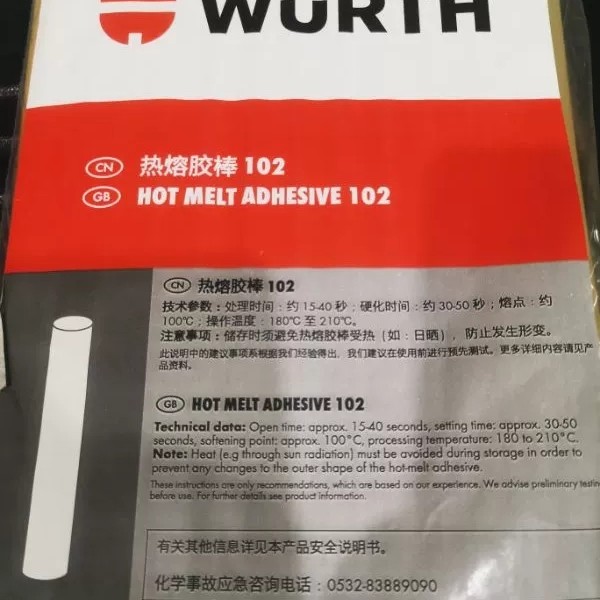 WÜRTH
CN 热熔胶棒 102
GB HOT MELT ADHESIVE 102
CN 热熔胶棒 102
技术参数：处理时间：约 15-40 秒；硬化时间：约 30-50 秒；熔点：约
100℃；操作温度：180℃ 至 210℃。
注意事项：储存时须避免热熔胶棒受热（如：日晒），防止发生形变。
此说明中的建议事项系根据我们经验得出，我们建议在使用前进行预先测试。更多详细内容请见产
品资料。
GB HOT MELT ADHESIVE 102
Technical data: Open time: approx. 15-40 seconds, setting time: approx. 30-50
seconds, softening point: approx. 100°C, processing temperature: 180 to 210°C.
Note: Heat (e.g through sun radiation) must be avoided during storage in order to
prevent any changes to the outer shape of the hot-melt adhesive.
These instructions are only recommendations, which are based on our experience. We advise preliminary testing
before use. For further details see product information.
有关其他信息详见本产品安全说明书。
化学事故应急咨询电话：0532-83889090